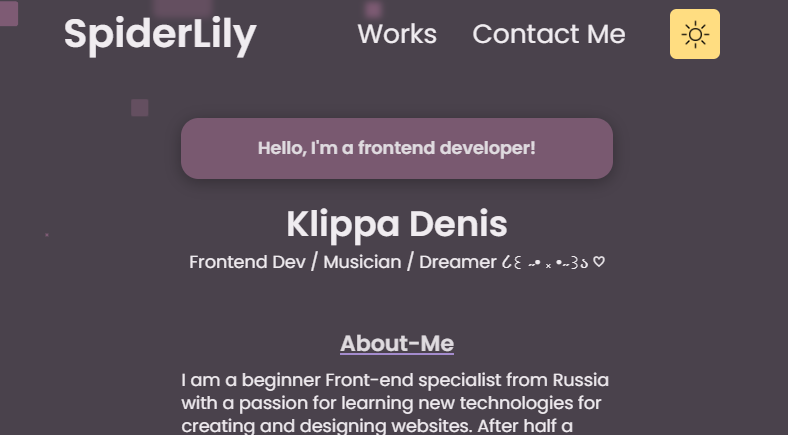 SpiderLily Works Contact Me
Hello, I'm a frontend developer!
Klippa Denis
Frontend Dev / Musician / Dreamer ૮꒰ ˶• ༝ •˶꒱ა ♡
About-Me
I am a beginner Front-end specialist from Russia
with a passion for learning new technologies for
creating and designing websites. After half a